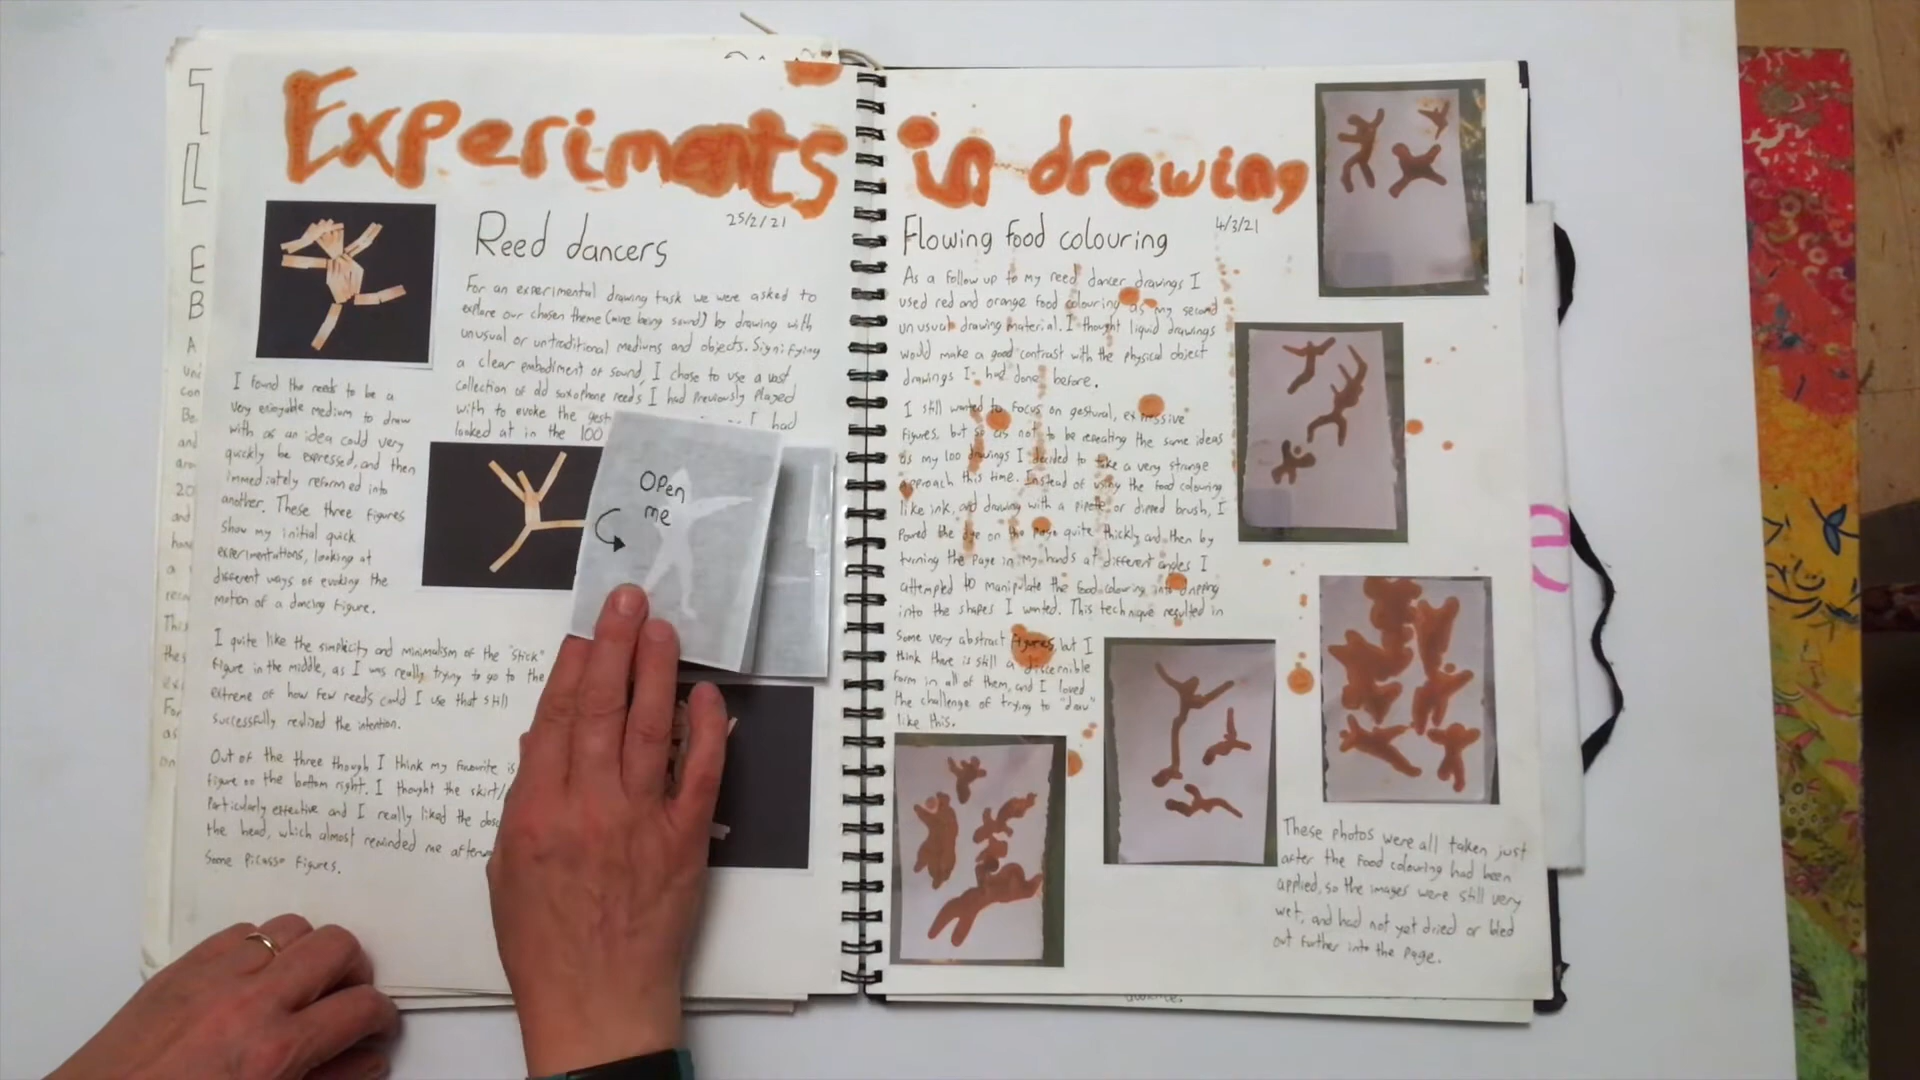 Experiments in drawing
Reed dancers
25/2/21
For an experimental drawing task we were asked to
explore our chosen theme (mine being sound) by drawing with
unusual or untraditional mediums and objects. Signifying
a clear embodiment of sound, I chose to use a vast
collection of old saxophone reeds I had previously played
with to evoke the gest
I had
looked at in the 100
I found the reeds to be a
very enjoyable medium to draw
with as an idea could very
quickly be expressed, and then
immediately reformed into
another. These three figures
show my initial quick
experimentations, looking at
different ways of evoking the
motion of a dancing figure.
OPen
me
I quite like the simplicity and minimalism of the "stick"
figure in the middle, as I was really trying to go to the
extreme of how few reeds could I use that still
successfully realised the intention.
Out of the three though I think my favourite is
figure on the bottom right. I thought the skirt/
particularly effective and I really liked the
the head, which almost reminded me
some Picasso figures.
Flowing food colouring
4/3/21
As a follow up to my reed dancer drawings I
used red and orange food colouring as my second
unusual drawing material. I thought liquid drawings
would make a good contrast with the physical object
drawings I had done before.
I still wanted to focus on gestural, expressive
figures, but so as not to be repeating the same ideas
as my 100 drawings I decided to take a very strange
approach this time. Instead of using the food colouring
like ink, and drawing with a pipete or dipped brush, I
poured the dye on the page quite thickly and then by
turning the page in my hands at different angles I
attempted to manipulate the food colouring into dripping
into the shapes I wanted. This technique resulted in
some very abstract figures, but I
think there is still a discernible
form in all of them, and I loved
the challenge of trying to "draw"
like this.
These photos were all taken just
after the food colouring had been
applied, so the images were still very
wet, and had not yet dried or bled
out further into the page.